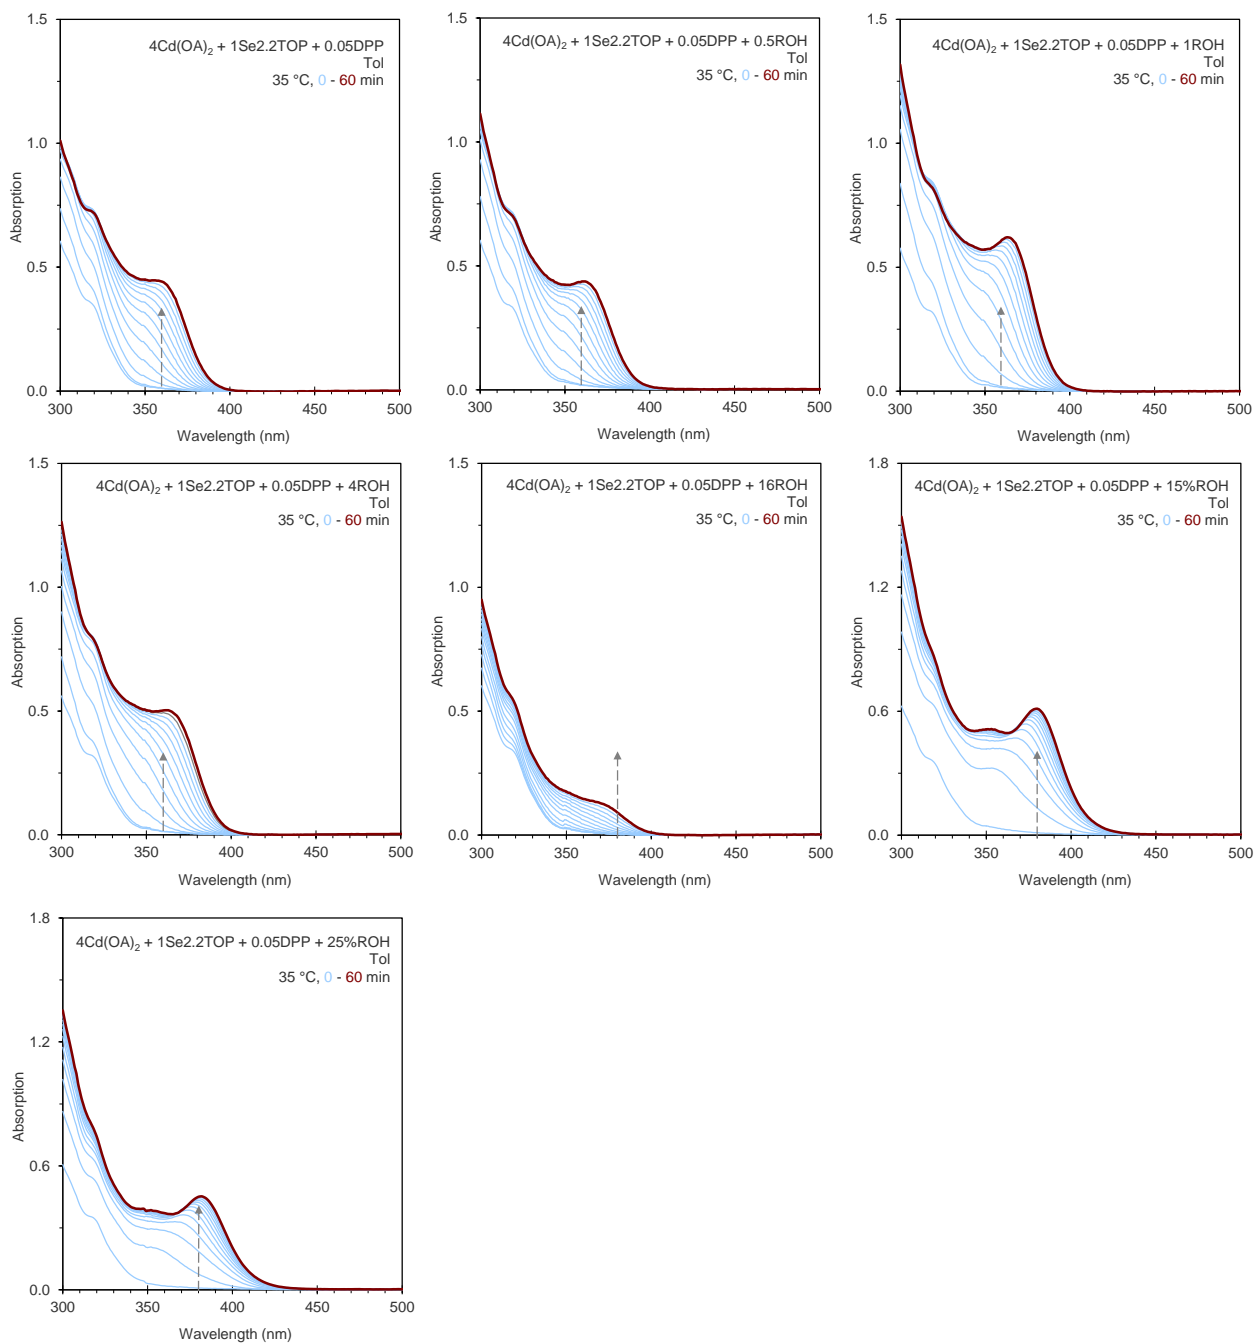 4Cd(OA)₂ + 1Se2.2TOP + 0.05DPP
Tol
35 °C, 0 - 60 min
Absorption
1.5
1.0
0.5
0.0
300 350 400 450 500
Wavelength (nm)
4Cd(OA)₂ + 1Se2.2TOP + 0.05DPP + 0.5ROH
Tol
35 °C, 0 - 60 min
Absorption
1.5
1.0
0.5
0.0
300 350 400 450 500
Wavelength (nm)
4Cd(OA)₂ + 1Se2.2TOP + 0.05DPP + 1ROH
Tol
35 °C, 0 - 60 min
Absorption
1.5
1.0
0.5
0.0
300 350 400 450 500
Wavelength (nm)
4Cd(OA)₂ + 1Se2.2TOP + 0.05DPP + 4ROH
Tol
35 °C, 0 - 60 min
Absorption
1.5
1.0
0.5
0.0
300 350 400 450 500
Wavelength (nm)
4Cd(OA)₂ + 1Se2.2TOP + 0.05DPP + 16ROH
Tol
35 °C, 0 - 60 min
Absorption
1.5
1.0
0.5
0.0
300 350 400 450 500
Wavelength (nm)
4Cd(OA)₂ + 1Se2.2TOP + 0.05DPP + 15%ROH
Tol
35 °C, 0 - 60 min
Absorption
1.8
1.2
0.6
0.0
300 350 400 450 500
Wavelength (nm)
4Cd(OA)₂ + 1Se2.2TOP + 0.05DPP + 25%ROH
Tol
35 °C, 0 - 60 min
Absorption
1.8
1.2
0.6
0.0
300 350 400 450 500
Wavelength (nm)